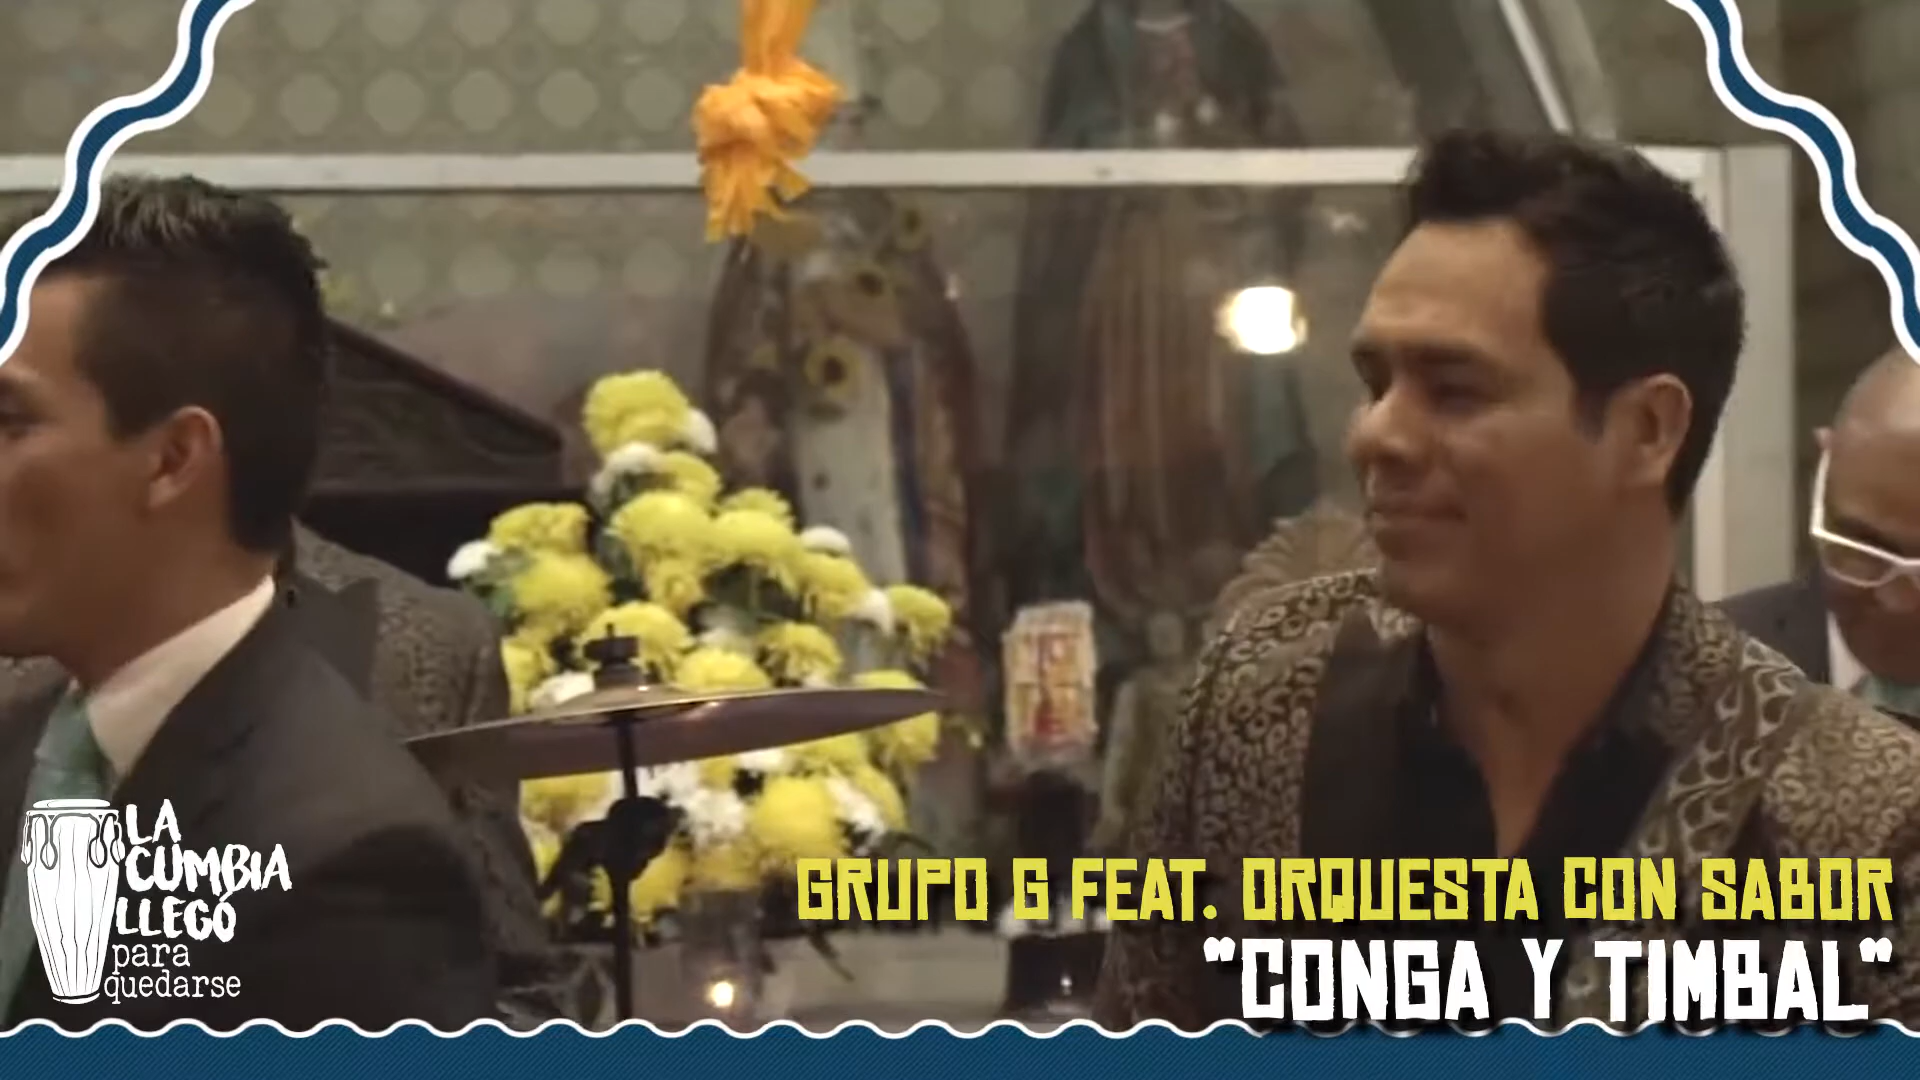 LA
CUMBIA
LLEGÓ
para
quedarse
GRUPO G FEAT. ORQUESTA CON SABOR
"CONGA Y TIMBAL"